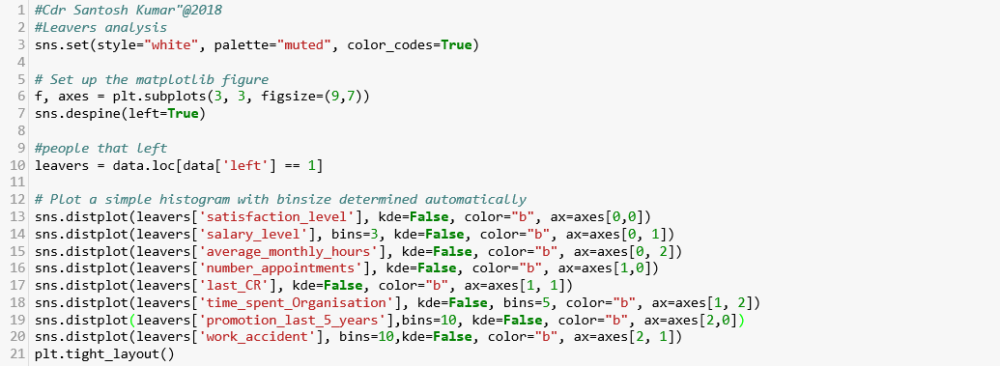 1 #Cdr Santosh Kumar"@2018
2 #Leavers analysis
3 sns.set(style="white", palette="muted", color_codes=True)
4
5 # Set up the matplotlib figure
6 f, axes = plt.subplots(3, 3, figsize=(9,7))
7 sns.despine(left=True)
8
9 #people that left
10 leavers = data.loc[data['left'] == 1]
11
12 # Plot a simple histogram with binsize determined automatically
13 sns.distplot(leavers['satisfaction_level'], kde=False, color="b", ax=axes[0,0])
14 sns.distplot(leavers['salary_level'], bins=3, kde=False, color="b", ax=axes[0, 1])
15 sns.distplot(leavers['average_monthly_hours'], kde=False, color="b", ax=axes[0, 2])
16 sns.distplot(leavers['number_appointments'], kde=False, color="b", ax=axes[1,0])
17 sns.distplot(leavers['last_CR'], kde=False, color="b", ax=axes[1, 1])
18 sns.distplot(leavers['time_spent_Organisation'], kde=False, bins=5, color="b", ax=axes[1, 2])
19 sns.distplot(leavers['promotion_last_5_years'],bins=10, kde=False, color="b", ax=axes[2,0])
20 sns.distplot(leavers['work_accident'], bins=10,kde=False, color="b", ax=axes[2, 1])
21 plt.tight_layout()